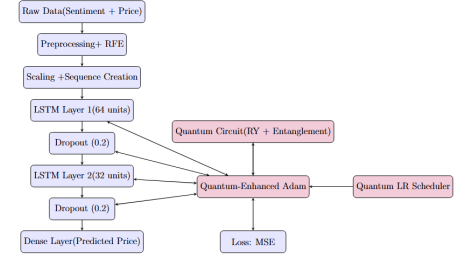 Raw Data(Sentiment + Price)
Preprocessing+ RFE
Scaling +Sequence Creation
LSTM Layer 1(64 units)
Quantum Circuit(RY + Entanglement)
Dropout (0.2)
LSTM Layer 2(32 units)
Quantum-Enhanced Adam
Quantum LR Scheduler
Dropout (0.2)
Dense Layer(Predicted Price)
Loss: MSE